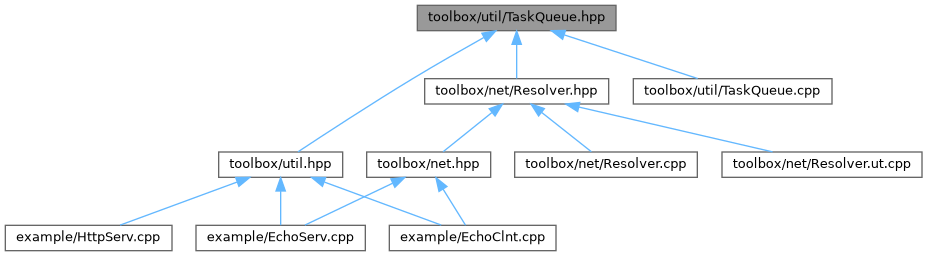 toolbox/util/TaskQueue.hpp
toolbox/net/Resolver.hpp
toolbox/util/TaskQueue.cpp
toolbox/util.hpp
toolbox/net.hpp
toolbox/net/Resolver.cpp
toolbox/net/Resolver.ut.cpp
example/HttpServ.cpp
example/EchoServ.cpp
example/EchoClnt.cpp